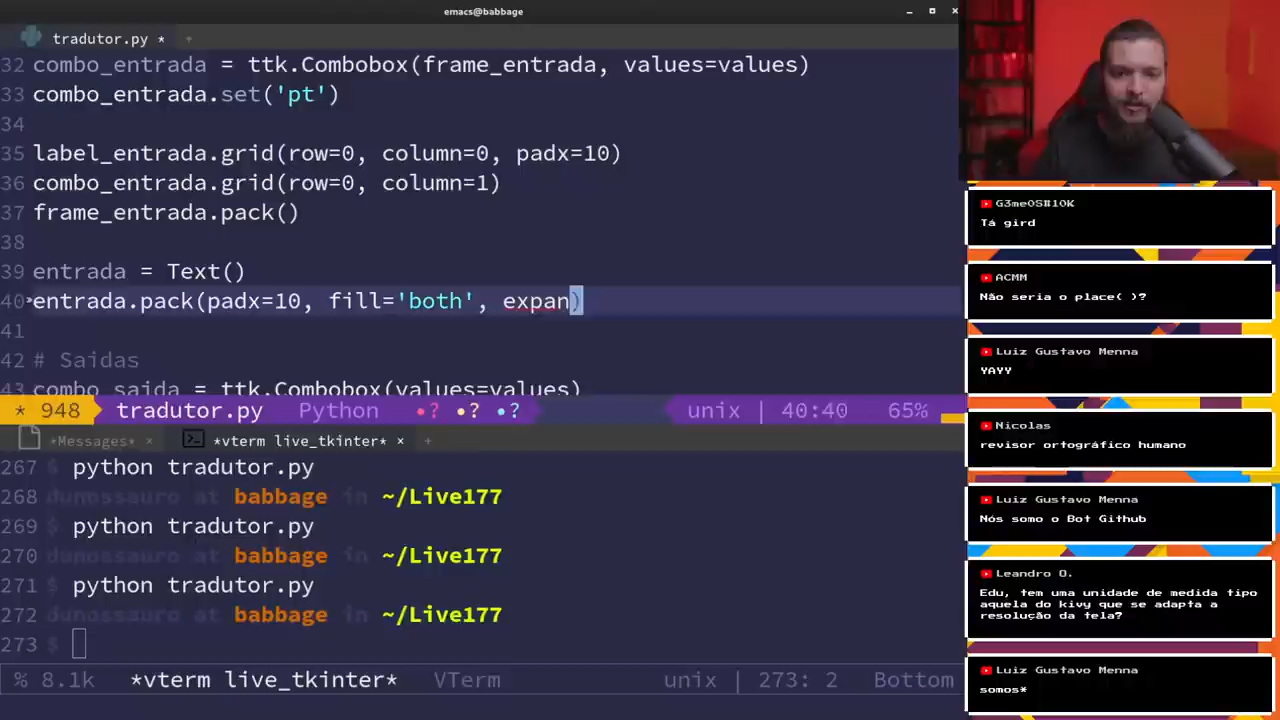 emacs@babbage
tradutor.py *
32 combo_entrada = ttk.Combobox(frame_entrada, values=values)
33 combo_entrada.set('pt')
34
35 label_entrada.grid(row=0, column=0, padx=10)
36 combo_entrada.grid(row=0, column=1)
37 frame_entrada.pack()
38
39 entrada = Text()
40 entrada.pack(padx=10, fill='both', expan)
41
42 # Saidas
43 combo_saida = ttk.Combobox(values=values)
* 948 tradutor.py Python •? •? •? unix | 40:40 65%
*Messages* × *vterm live_tkinter* × +
267 $ python tradutor.py
268 dunossauro at babbage in ~/Live177
269 $ python tradutor.py
270 dunossauro at babbage in ~/Live177
271 $ python tradutor.py
272 dunossauro at babbage in ~/Live177
273 $
% 8.1k *vterm live_tkinter* VTerm unix | 273: 2 Bottom
G3meOS#10K
Tá gird
ACMM
Não seria o place( )?
Luiz Gustavo Menna
YAYY
Nicolas
revisor ortográfico humano
Luiz Gustavo Menna
Nós somo o Bot Github
Leandro O.
Edu, tem uma unidade de medida tipo
aquela do kivy que se adapta a
resolução da tela?
Luiz Gustavo Menna
somos*